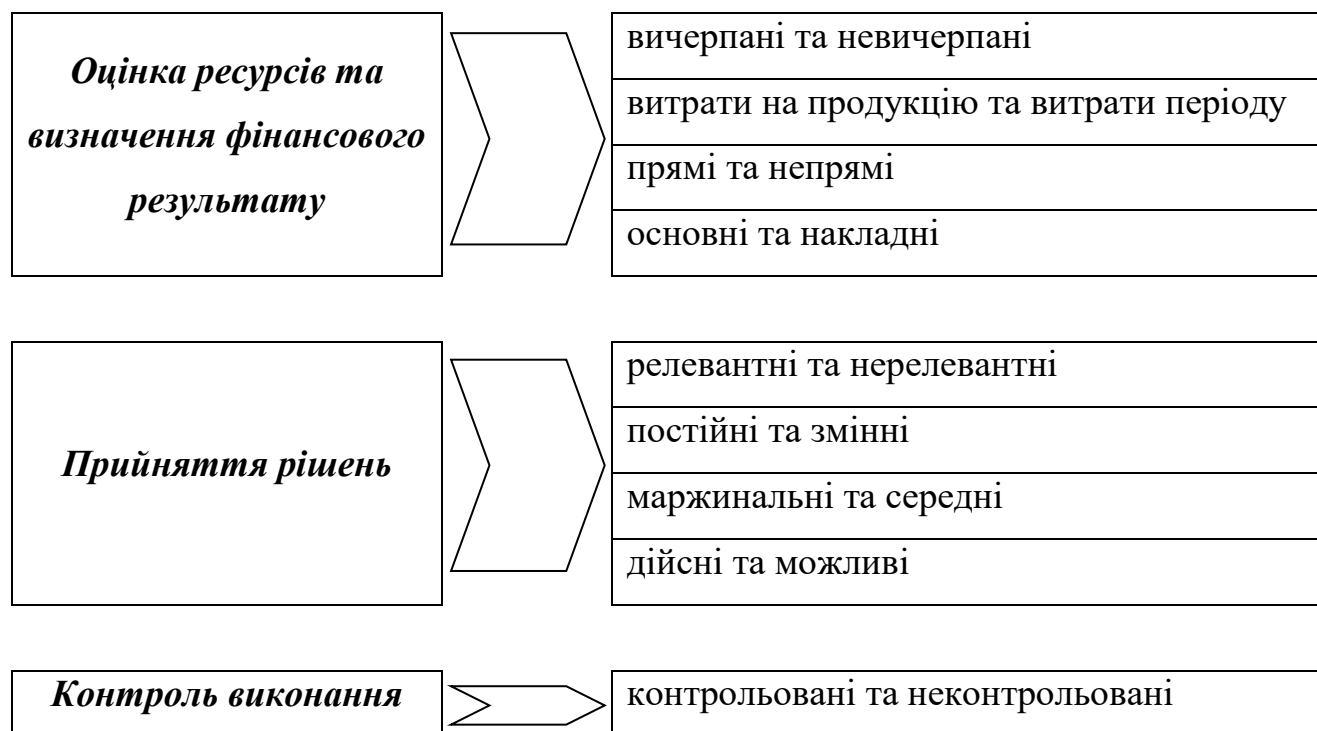 Оцінка ресурсів та
визначення фінансового
результату
вичерпані та невичерпані
витрати на продукцію та витрати періоду
прямі та непрямі
основні та накладні
Прийняття рішень
релевантні та нерелевантні
постійні та змінні
маржинальні та середні
дійсні та можливі
Контроль виконання
контрольовані та неконтрольовані